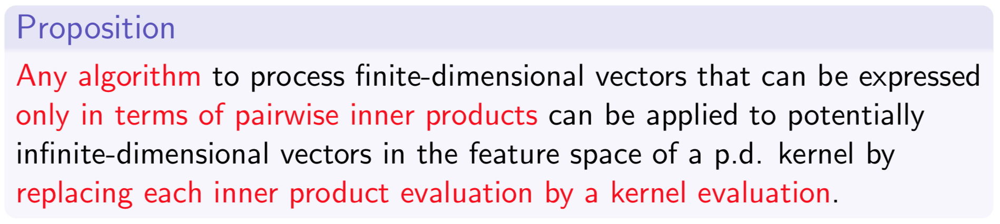 Proposition
Any algorithm to process finite-dimensional vectors that can be expressed
only in terms of pairwise inner products can be applied to potentially
infinite-dimensional vectors in the feature space of a p.d. kernel by
replacing each inner product evaluation by a kernel evaluation.